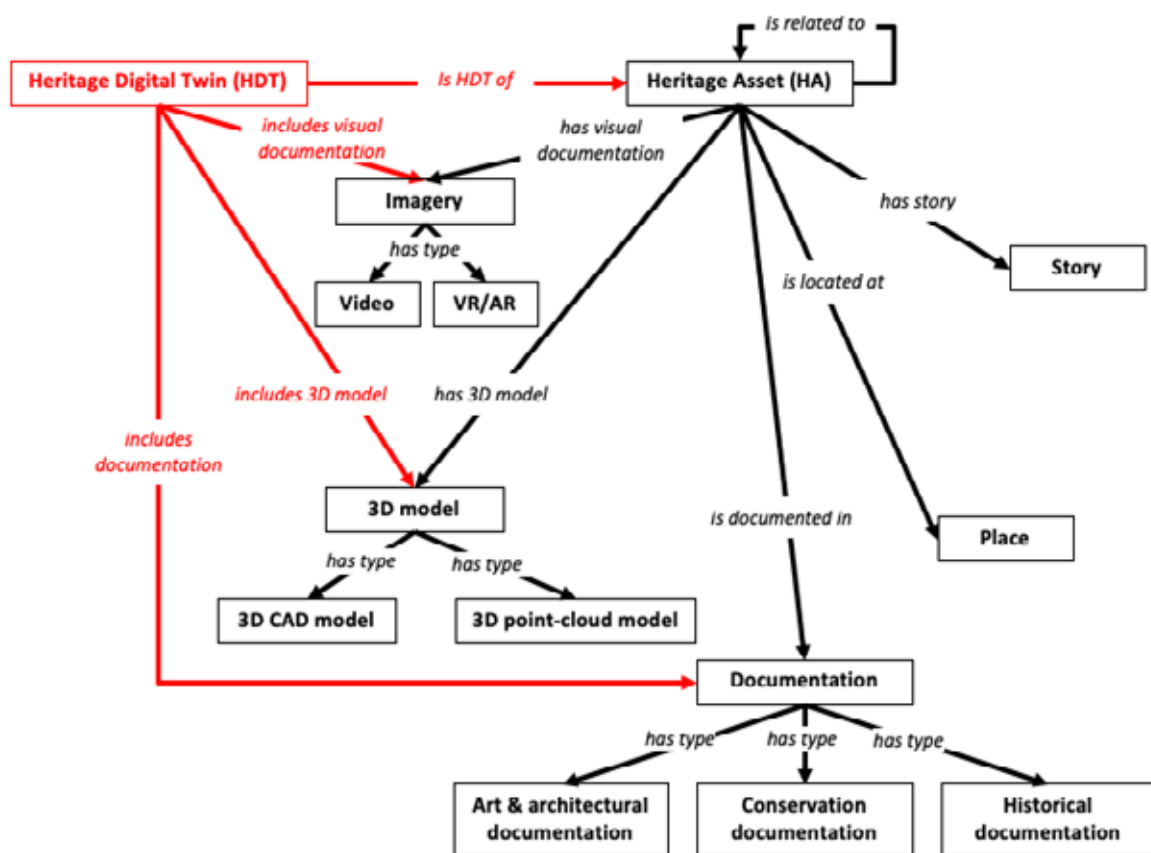 is related to
Heritage Digital Twin (HDT)
Is HDT of
Heritage Asset (HA)
includes visual
documentation
has visual
documentation
Imagery
has story
has type
Story
is located at
Video
VR/AR
includes 3D model
has 3D model
includes
documentation
3D model
is documented in
Place
has type
has type
3D CAD model
3D point-cloud model
Documentation
has type
has type
has type
Art & architectural
documentation
Conservation
documentation
Historical
documentation